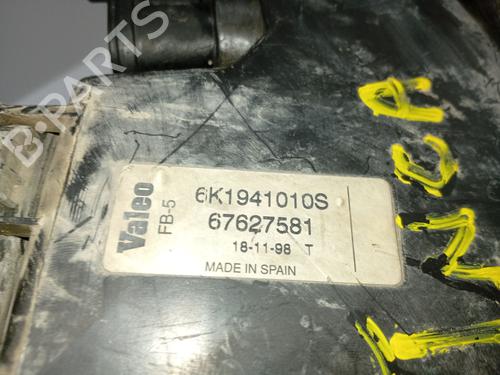 B-PARTS
Valeo
FB-5
6K1941010S
67627581
18-11-98 T
MADE IN SPAIN